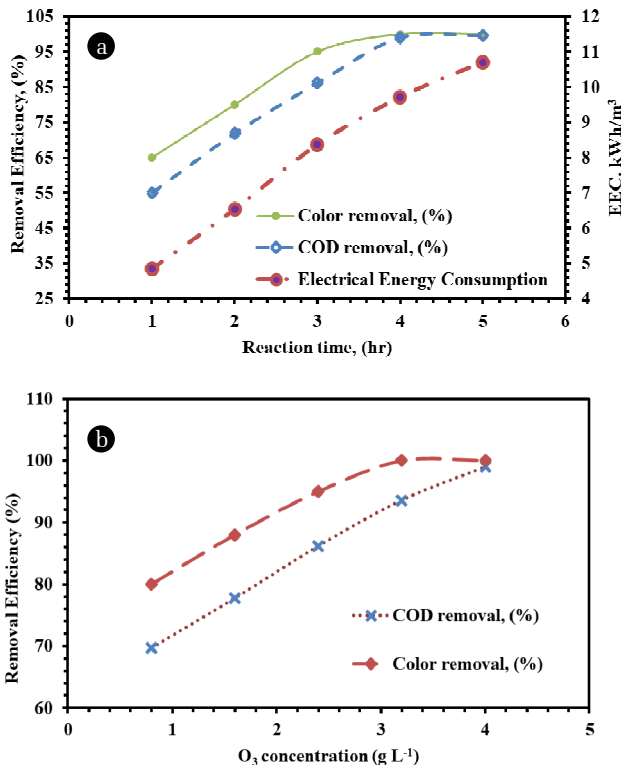 a
105
95
85
75
65
55
45
35
25
12
11
10
9
8
7
6
5
4
Removal Efficiency, (%)
EEC. kWh/m³
Color removal, (%)
COD removal, (%)
Electrical Energy Consumption
0 1 2 3 4 5 6
Reaction time, (hr)
b
110
100
90
80
70
60
Removal Efficiency (%)
COD removal, (%)
Color removal, (%)
0 1 2 3 4 5
O₃ concentration (g L⁻¹)